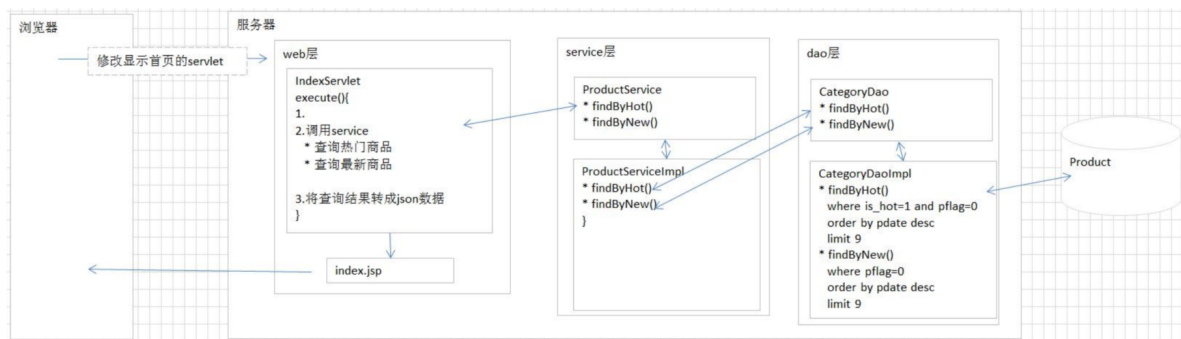 浏览器
修改显示首页的servlet
服务器
web层
IndexServlet
execute(){
1.
2.调用service
* 查询热门商品
* 查询最新商品
3.将查询结果转成json数据
}
index.jsp
service层
ProductService
* findByHot()
* findByNew()
ProductServiceImpl
* findByHot()
* findByNew()
}
dao层
CategoryDao
* findByHot()
* findByNew()
CategoryDaoImpl
* findByHot()
where is_hot=1 and pflag=0
order by pdate desc
limit 9
* findByNew()
where pflag=0
order by pdate desc
limit 9
Product